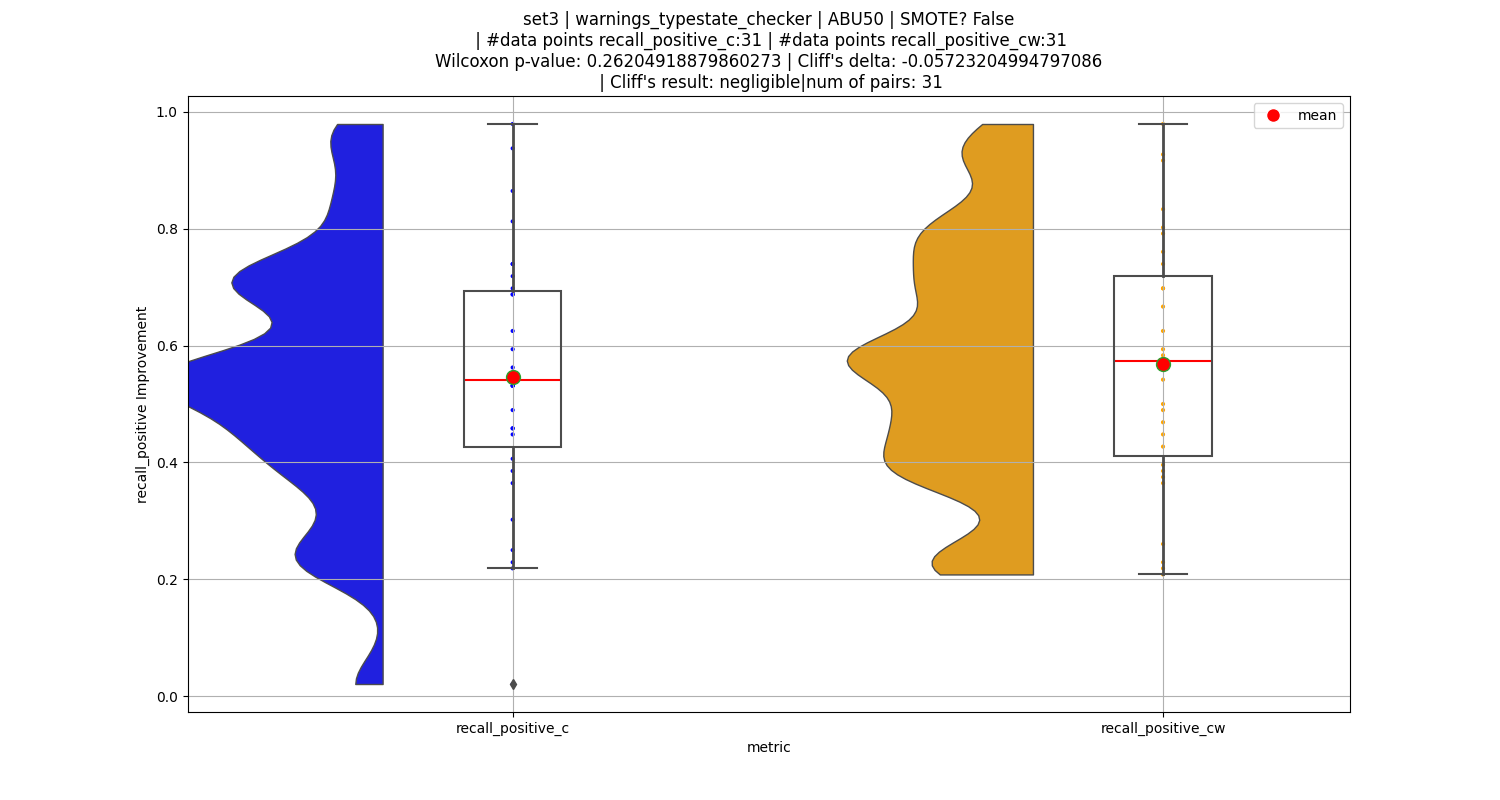 set3 | warnings_typestate_checker | ABU50 | SMOTE? False
| #data points recall_positive_c:31 | #data points recall_positive_cw:31
Wilcoxon p-value: 0.26204918879860273 | Cliff's delta: -0.05723204994797086
| Cliff's result: negligible|num of pairs: 31
mean
1.0
0.8
0.6
0.4
0.2
0.0
recall_positive Improvement
recall_positive_c
recall_positive_cw
metric